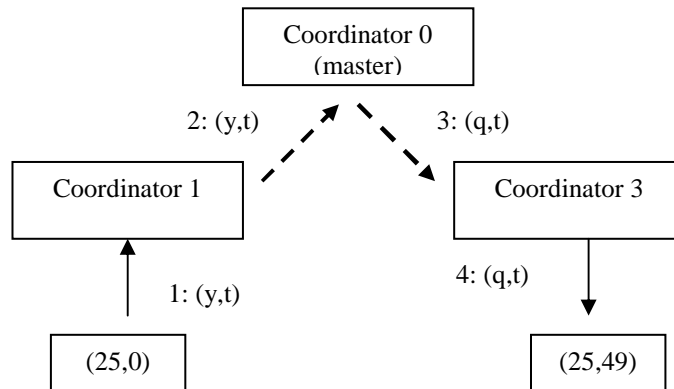 Coordinator 0
(master)
2: (y,t)
3: (q,t)
Coordinator 1
Coordinator 3
1: (y,t)
4: (q,t)
(25,0)
(25,49)